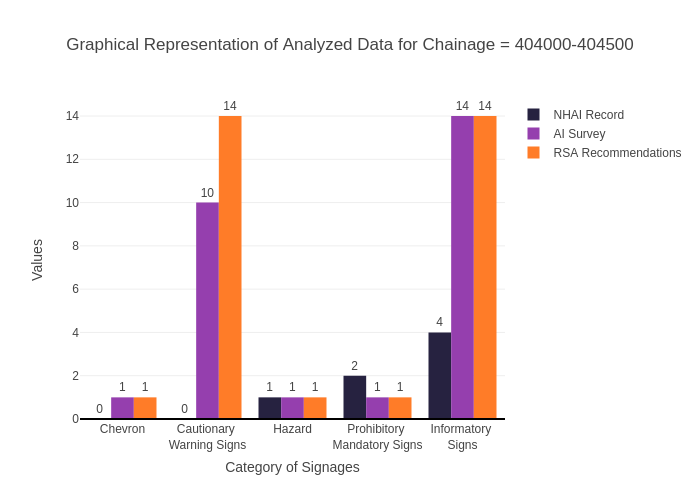 Graphical Representation of Analyzed Data for Chainage = 404000-404500
NHAI Record
AI Survey
RSA Recommendations
Values
14
12
10
8
6
4
2
0
0 1 1
0 10 14
1 1 1
2 1 1
4 14 14
Chevron
Cautionary
Warning Signs
Hazard
Prohibitory
Mandatory Signs
Informatory
Signs
Category of Signages